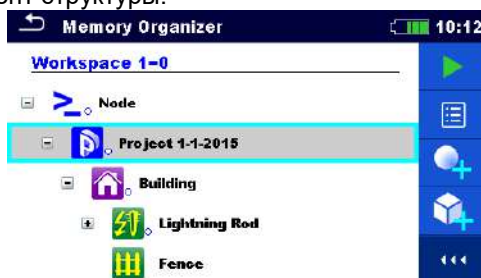 Memory Organizer 10:12
Workspace 1-0
Node
Project 1-1-2015
Building
Lightning Rod
Fence